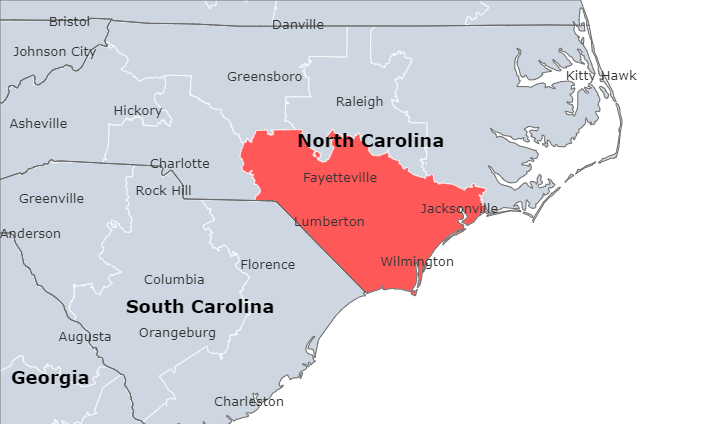 Bristol
Danville
Johnson City
Greensboro
Kitty Hawk
Raleigh
Hickory
Asheville
North Carolina
Charlotte
Fayetteville
Rock Hill
Greenville
Jacksonville
Lumberton
Anderson
Wilmington
Florence
Columbia
South Carolina
Orangeburg
Augusta
Georgia
Charleston